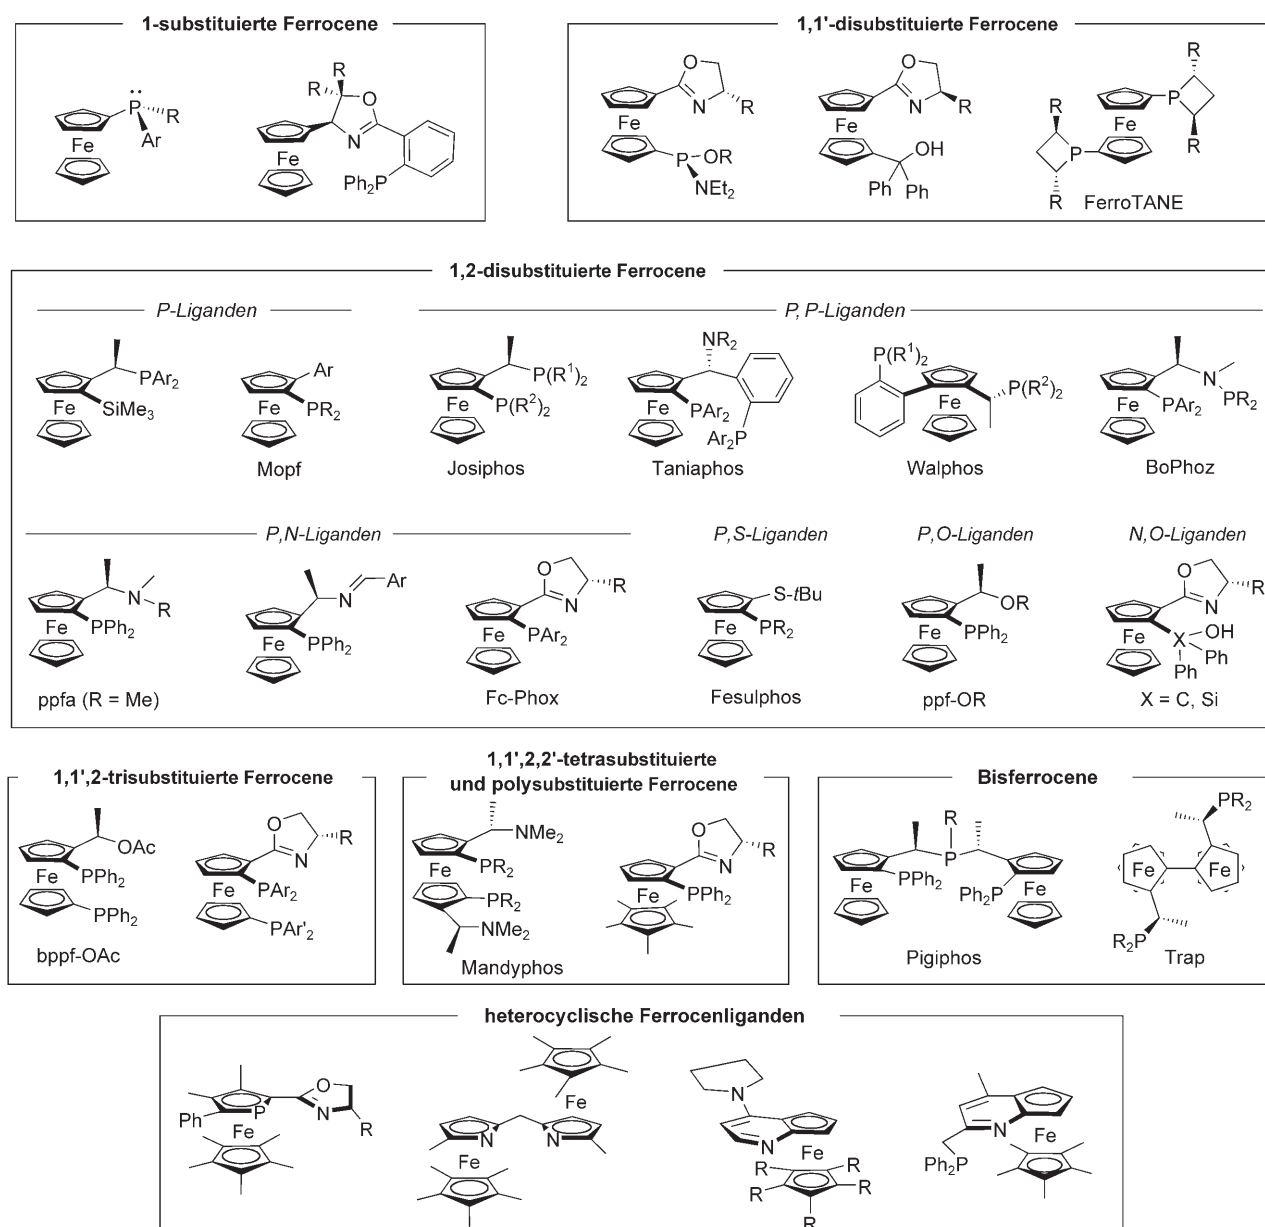 1-substituierte Ferrocene
P
R
Ar
Fe
R
R
O
N
Fe
Ph2P
1,1'-disubstituierte Ferrocene
O
N
R
Fe
P
OR
NEt2
O
N
R
Fe
OH
Ph
Ph
R
P
Fe
R
R
P
R
FerroTANE
1,2-disubstituierte Ferrocene
P-Liganden
P,P-Liganden
PAr2
Fe
SiMe3
Ar
Fe
PR2
Mopf
P(R1)2
Fe
P(R2)2
Josiphos
NR2
Fe
PAr2
Ar2P
Taniaphos
P(R1)2
P(R2)2
Fe
Walphos
N
Fe
PAr2
PR2
BoPhoz
P,N-Liganden
P,S-Liganden
P,O-Liganden
N,O-Liganden
N
R
Fe
PPh2
ppfa (R = Me)
N
Ar
Fe
PPh2
O
N
R
Fe
PAr2
Fc-Phox
S-tBu
Fe
PR2
Fesulphos
OR
Fe
PPh2
ppf-OR
O
N
R
Fe
X
OH
Ph
Ph
X = C, Si
1,1',2-trisubstituierte Ferrocene
OAc
Fe
PPh2
PPh2
bppf-OAc
O
N
R
Fe
PAr2
PAr'2
1,1',2,2'-tetrasubstituierte
und polysubstituierte Ferrocene
NMe2
Fe
PR2
PR2
NMe2
Mandyphos
O
N
R
Fe
PPh2
Bisferrocene
R
P
Fe
PPh2
Ph2P
Fe
Pigiphos
PR2
Fe
Fe
R2P
Trap
heterocyclische Ferrocenliganden
O
N
R
P
Ph
Fe
Fe
N
N
Fe
N
N
Fe
R
R
R
R
R
N
Fe
Ph2P